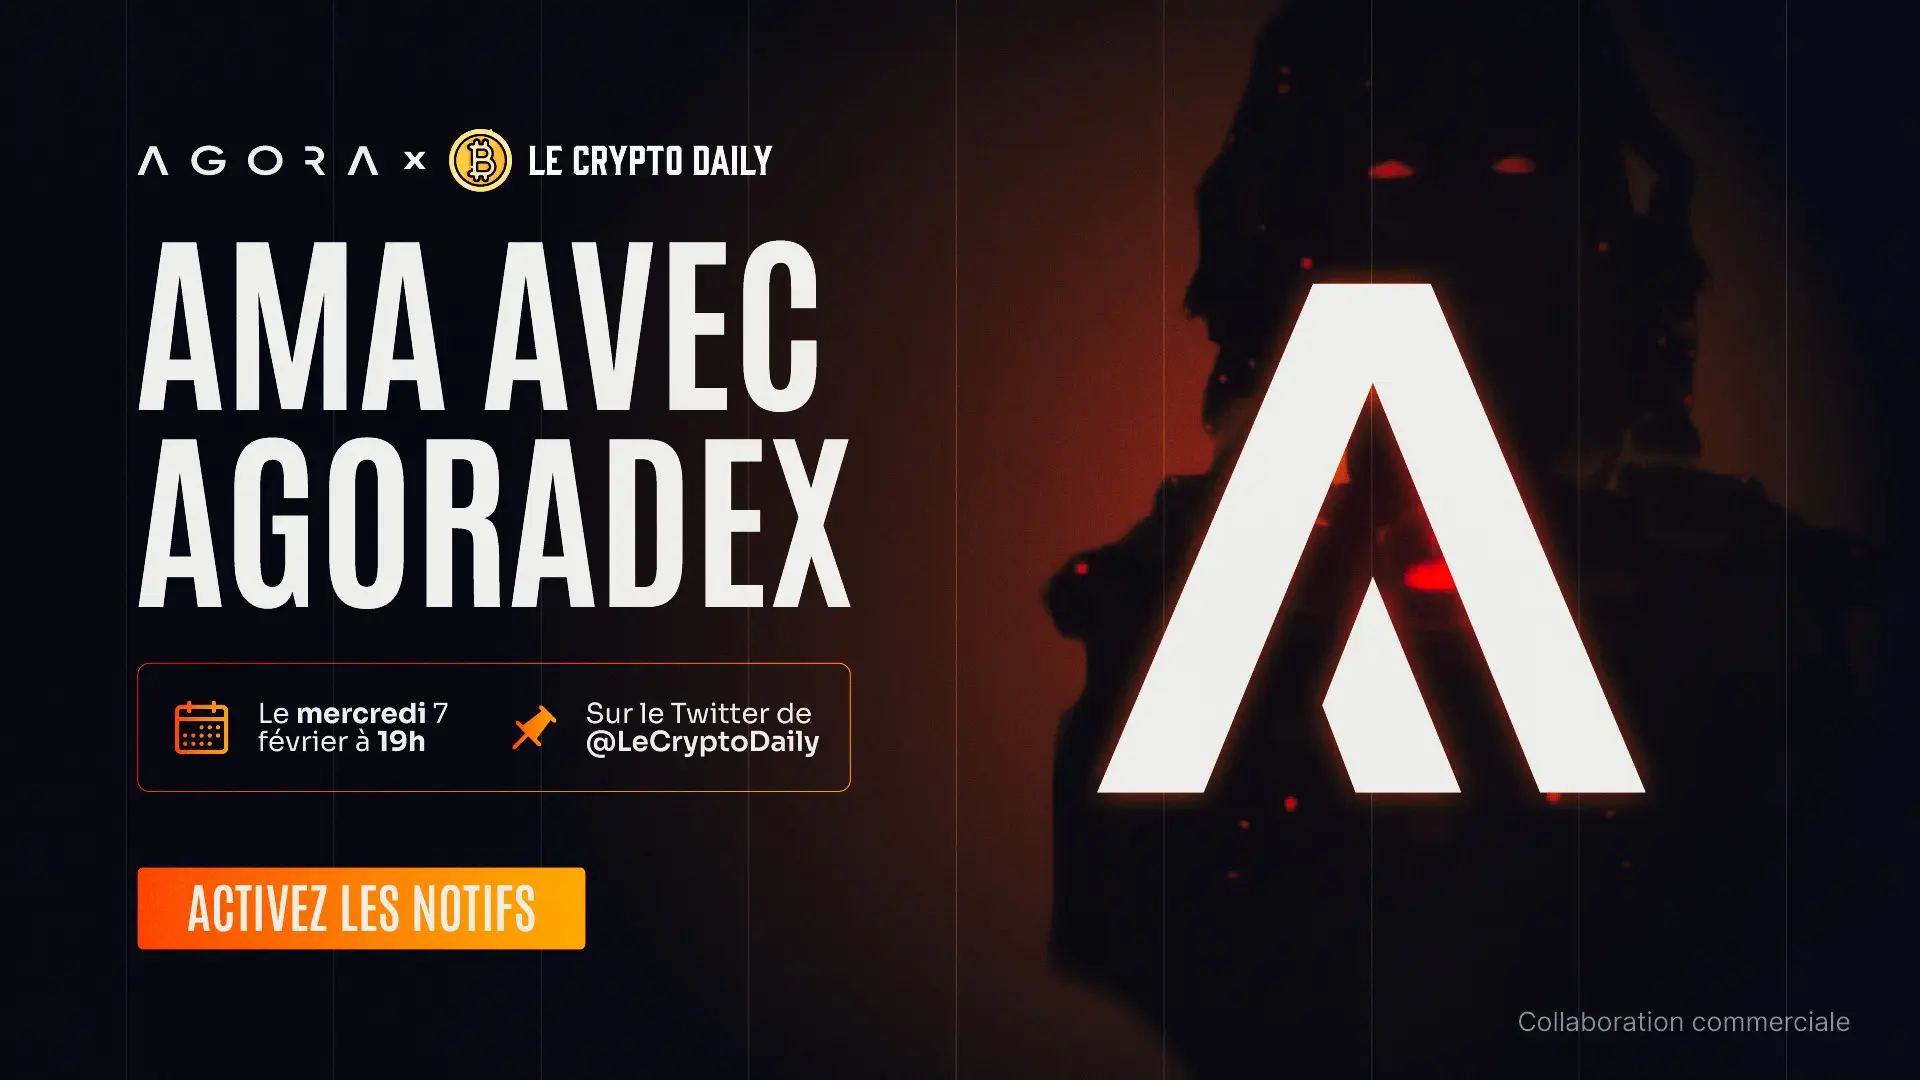 AGORA x LE CRYPTO DAILY
AMA AVEC
AGORADEX
Le mercredi 7
février à 19h
Sur le Twitter de
@LeCryptoDaily
ACTIVEZ LES NOTIFS
Collaboration commerciale